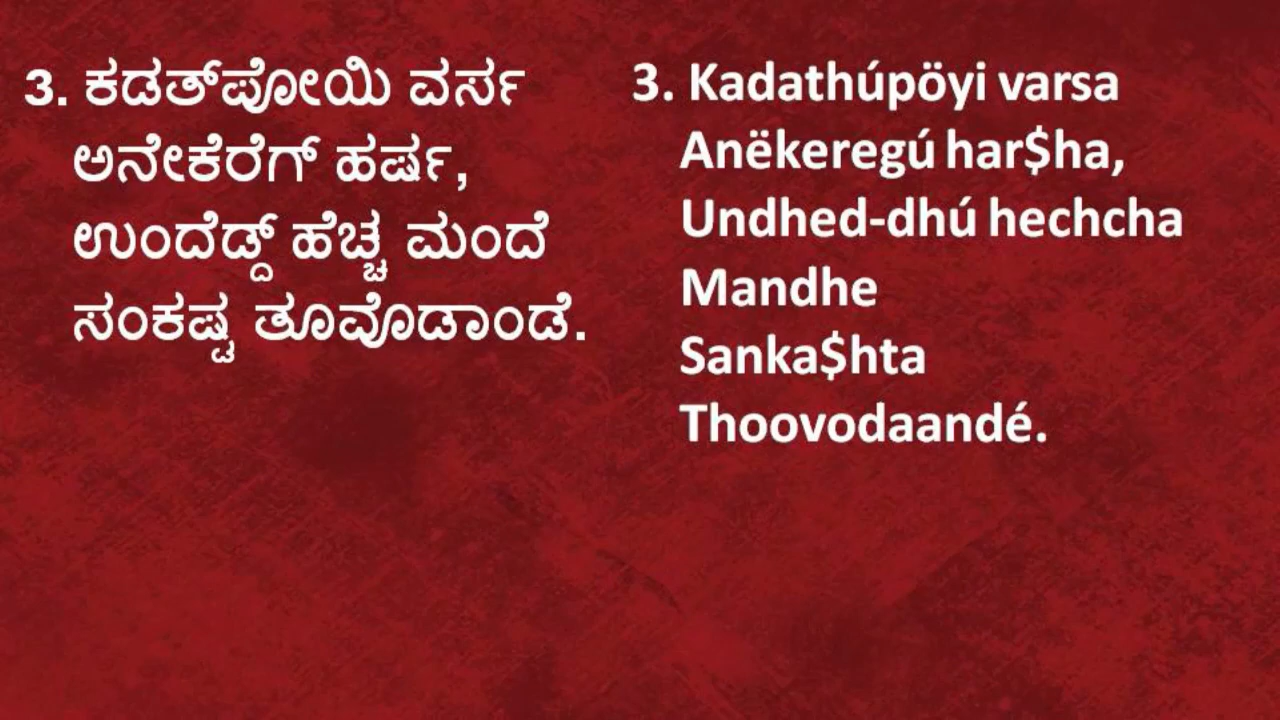 3. ಕಡತ್‌ಪೋಯಿ ವರ್ಸ
ಅನೇಕೆರೆಗ್ ಹರ್ಷ,
ಉಂದೆಡ್ದ್ ಹೆಚ್ಚ ಮಂದೆ
ಸಂಕಷ್ಟ ತೂವೊಡಾಂಡೆ.
3. Kadathúpöyi varsa
Anëkeregú har$ha,
Undhed-dhú hechcha
Mandhe
Sanka$hta
Thoovodaandé.